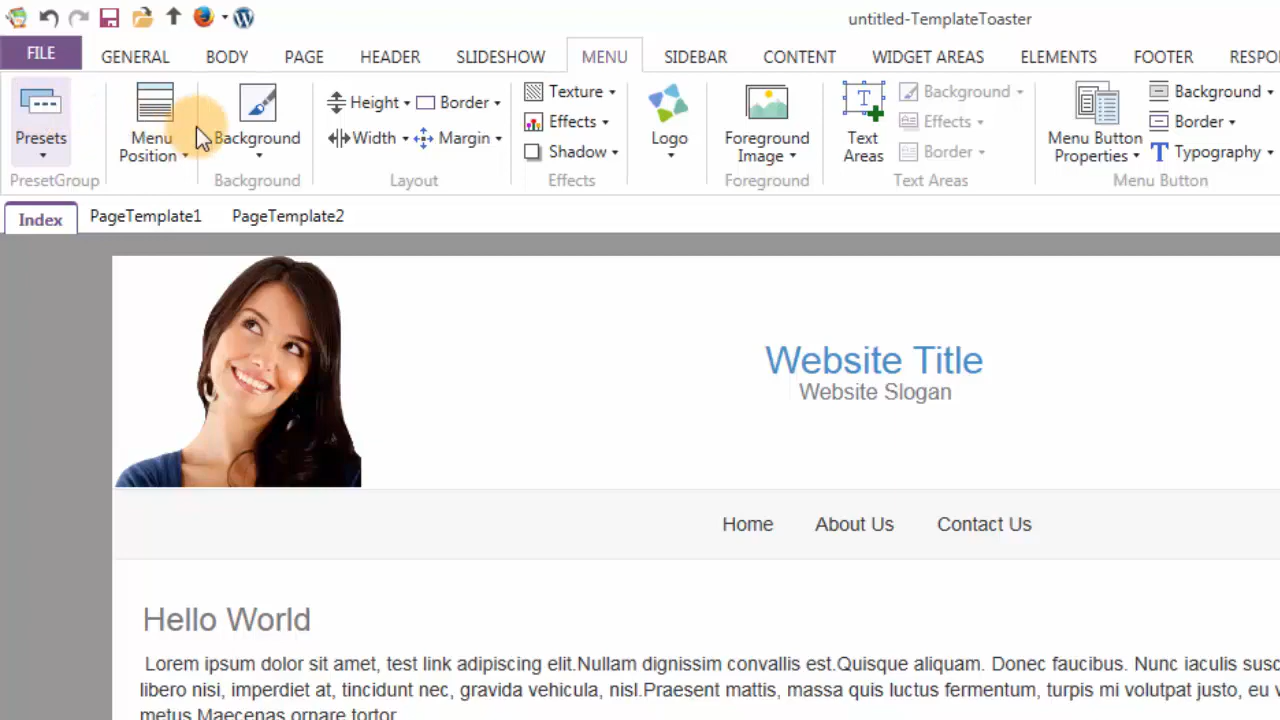 untitled-TemplateToaster
FILE GENERAL BODY PAGE HEADER SLIDESHOW MENU SIDEBAR CONTENT WIDGET AREAS ELEMENTS FOOTER RESPO
Presets
PresetGroup
Menu
Position
Background
Background
Height Border
Width Margin
Layout
Texture
Effects
Shadow
Effects
Logo
Foreground
Image
Foreground
Text
Areas
Background
Effects
Border
Text Areas
Menu Button
Properties
Background
Border
Typography
Menu Button
Index PageTemplate1 PageTemplate2
Website Title
Website Slogan
Home About Us Contact Us
Hello World
Lorem ipsum dolor sit amet, test link adipiscing elit.Nullam dignissim convallis est.Quisque aliquam. Donec faucibus. Nunc iaculis susc
libero nisi, imperdiet at, tincidunt nec, gravida vehicula, nisl.Praesent mattis, massa quis luctus fermentum, turpis mi volutpat justo, eu v
metus.Maecenas ornare tortor.